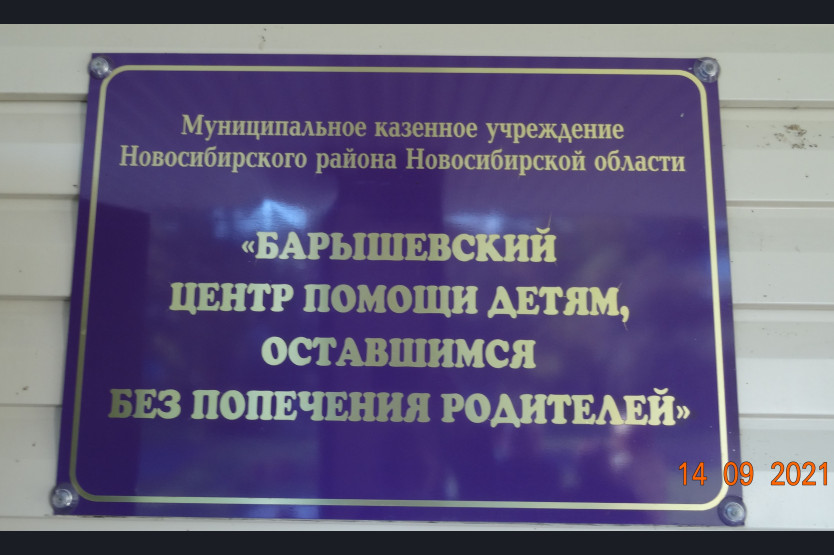 Муниципальное казенное учреждение
Новосибирского района Новосибирской области
«БАРЫШЕВСКИЙ
ЦЕНТР ПОМОЩИ ДЕТЯМ,
ОСТАВШИМСЯ
БЕЗ ПОПЕЧЕНИЯ РОДИТЕЛЕЙ»
14 09 2021